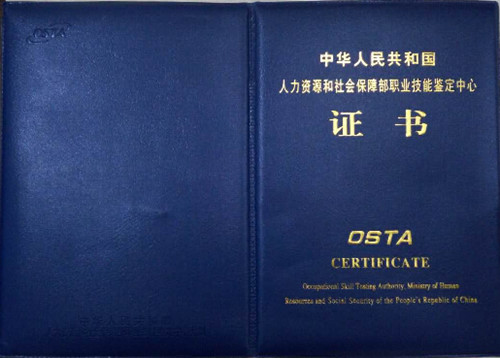 OSTA
中华人民共和国
人力资源和社会保障部职业技能鉴定中心
证书
OSTA
CERTIFICATE
Occupational Skill Testing Authority, Ministry of Human
Resources and Social Security of the People's Republic of China